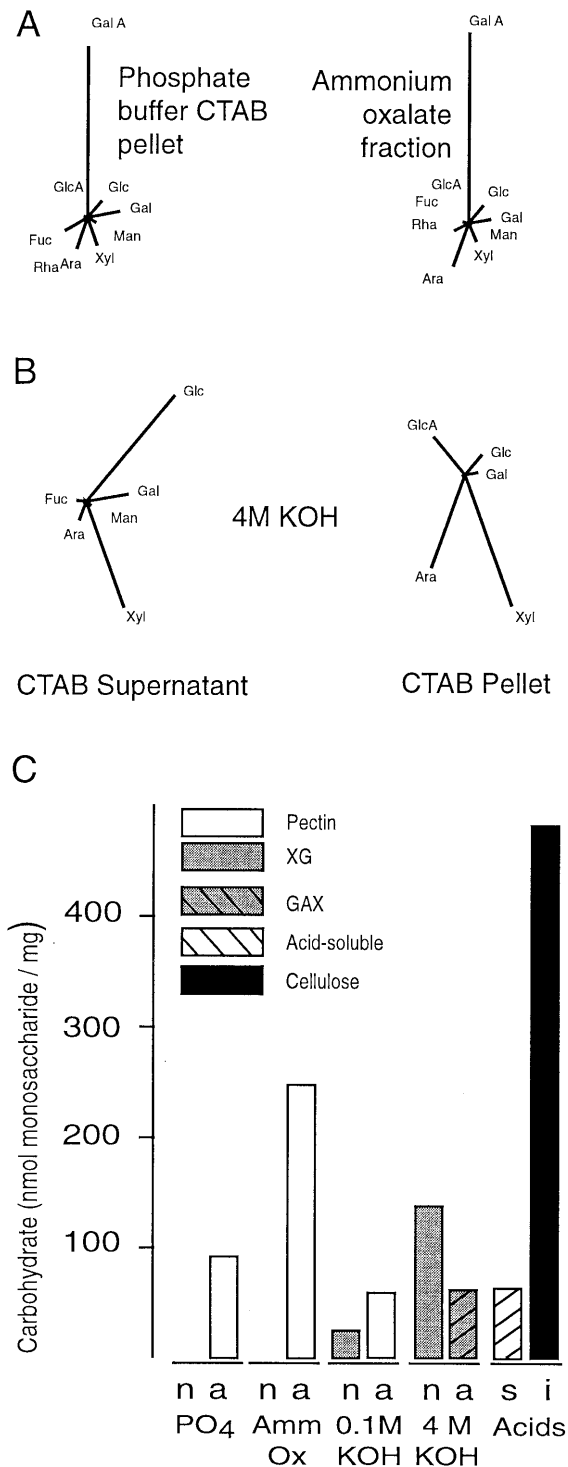 A
Gal A
Phosphate
buffer CTAB
pellet
GlcA
Glc
Gal
Fuc
Man
Rha
Ara
Xyl
Gal A
Ammonium
oxalate
fraction
GlcA
Glc
Fuc
Gal
Rha
Man
Xyl
Ara
B
Glc
Fuc
Gal
Man
Ara
Xyl
4M KOH
GlcA
Glc
Gal
Ara
Xyl
CTAB Supernatant
CTAB Pellet
C
Pectin
XG
GAX
Acid-soluble
Cellulose
Carbohydrate (nmol monosaccharide / mg)
400
300
200
100
n a n a n a n a s i
PO4 Amm 0.1M 4 M Acids
Ox KOH KOH